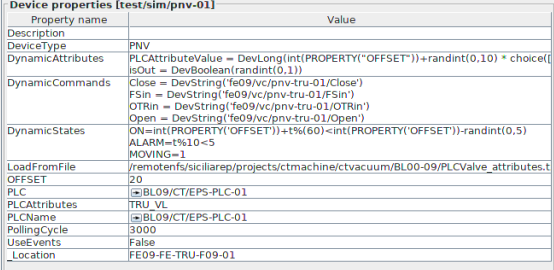 Device properties [test/sim/pnv-01]
Property name Value
Description
DeviceType PNV
DynamicAttributes PLCAttributeValue = DevLong(int(PROPERTY("OFFSET"))+randint(0,10) * choice([
isOut = DevBoolean(randint(0,1))
DynamicCommands Close = DevString('fe09/vc/pnv-tru-01/Close')
FSin = DevString('fe09/vc/pnv-tru-01/FSin')
OTRin = DevString('fe09/vc/pnv-tru-01/OTRin')
Open = DevString('fe09/vc/pnv-tru-01/Open')
DynamicStates ON=int(PROPERTY('OFFSET'))+t%(60)<int(PROPERTY('OFFSET'))-randint(0,5)
ALARM=t%10<5
MOVING=1
LoadFromFile /remotenfs/siciliarep/projects/ctmachine/ctvacuum/BL00-09/PLCValve_attributes.t
OFFSET 20
PLC BL09/CT/EPS-PLC-01
PLCAttributes TRU_VL
PLCName BL09/CT/EPS-PLC-01
PollingCycle 3000
UseEvents False
_Location FE09-FE-TRU-F09-01